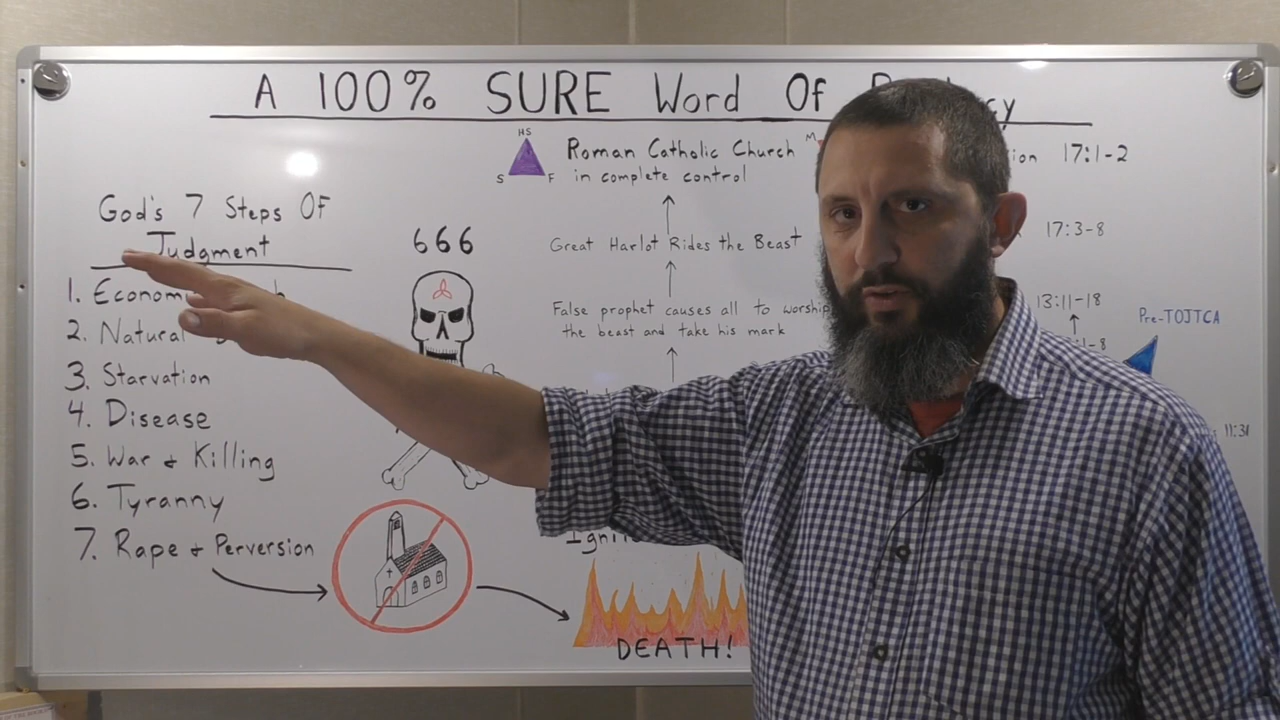 A 100% SURE Word Of
God's 7 Steps Of
Judgment
1.
2. Natural
3. Starvation
4. Disease
5. War & Killing
6. Tyranny
7. Rape & Perversion
666
HS
S F
Roman Catholic Church
in complete control
M
17:1-2
Great Harlot Rides the Beast
17:3-8
False prophet causes all to worship
the beast and take his mark
13:11-18
Pre-TOJTCA
11:31
DEATH!